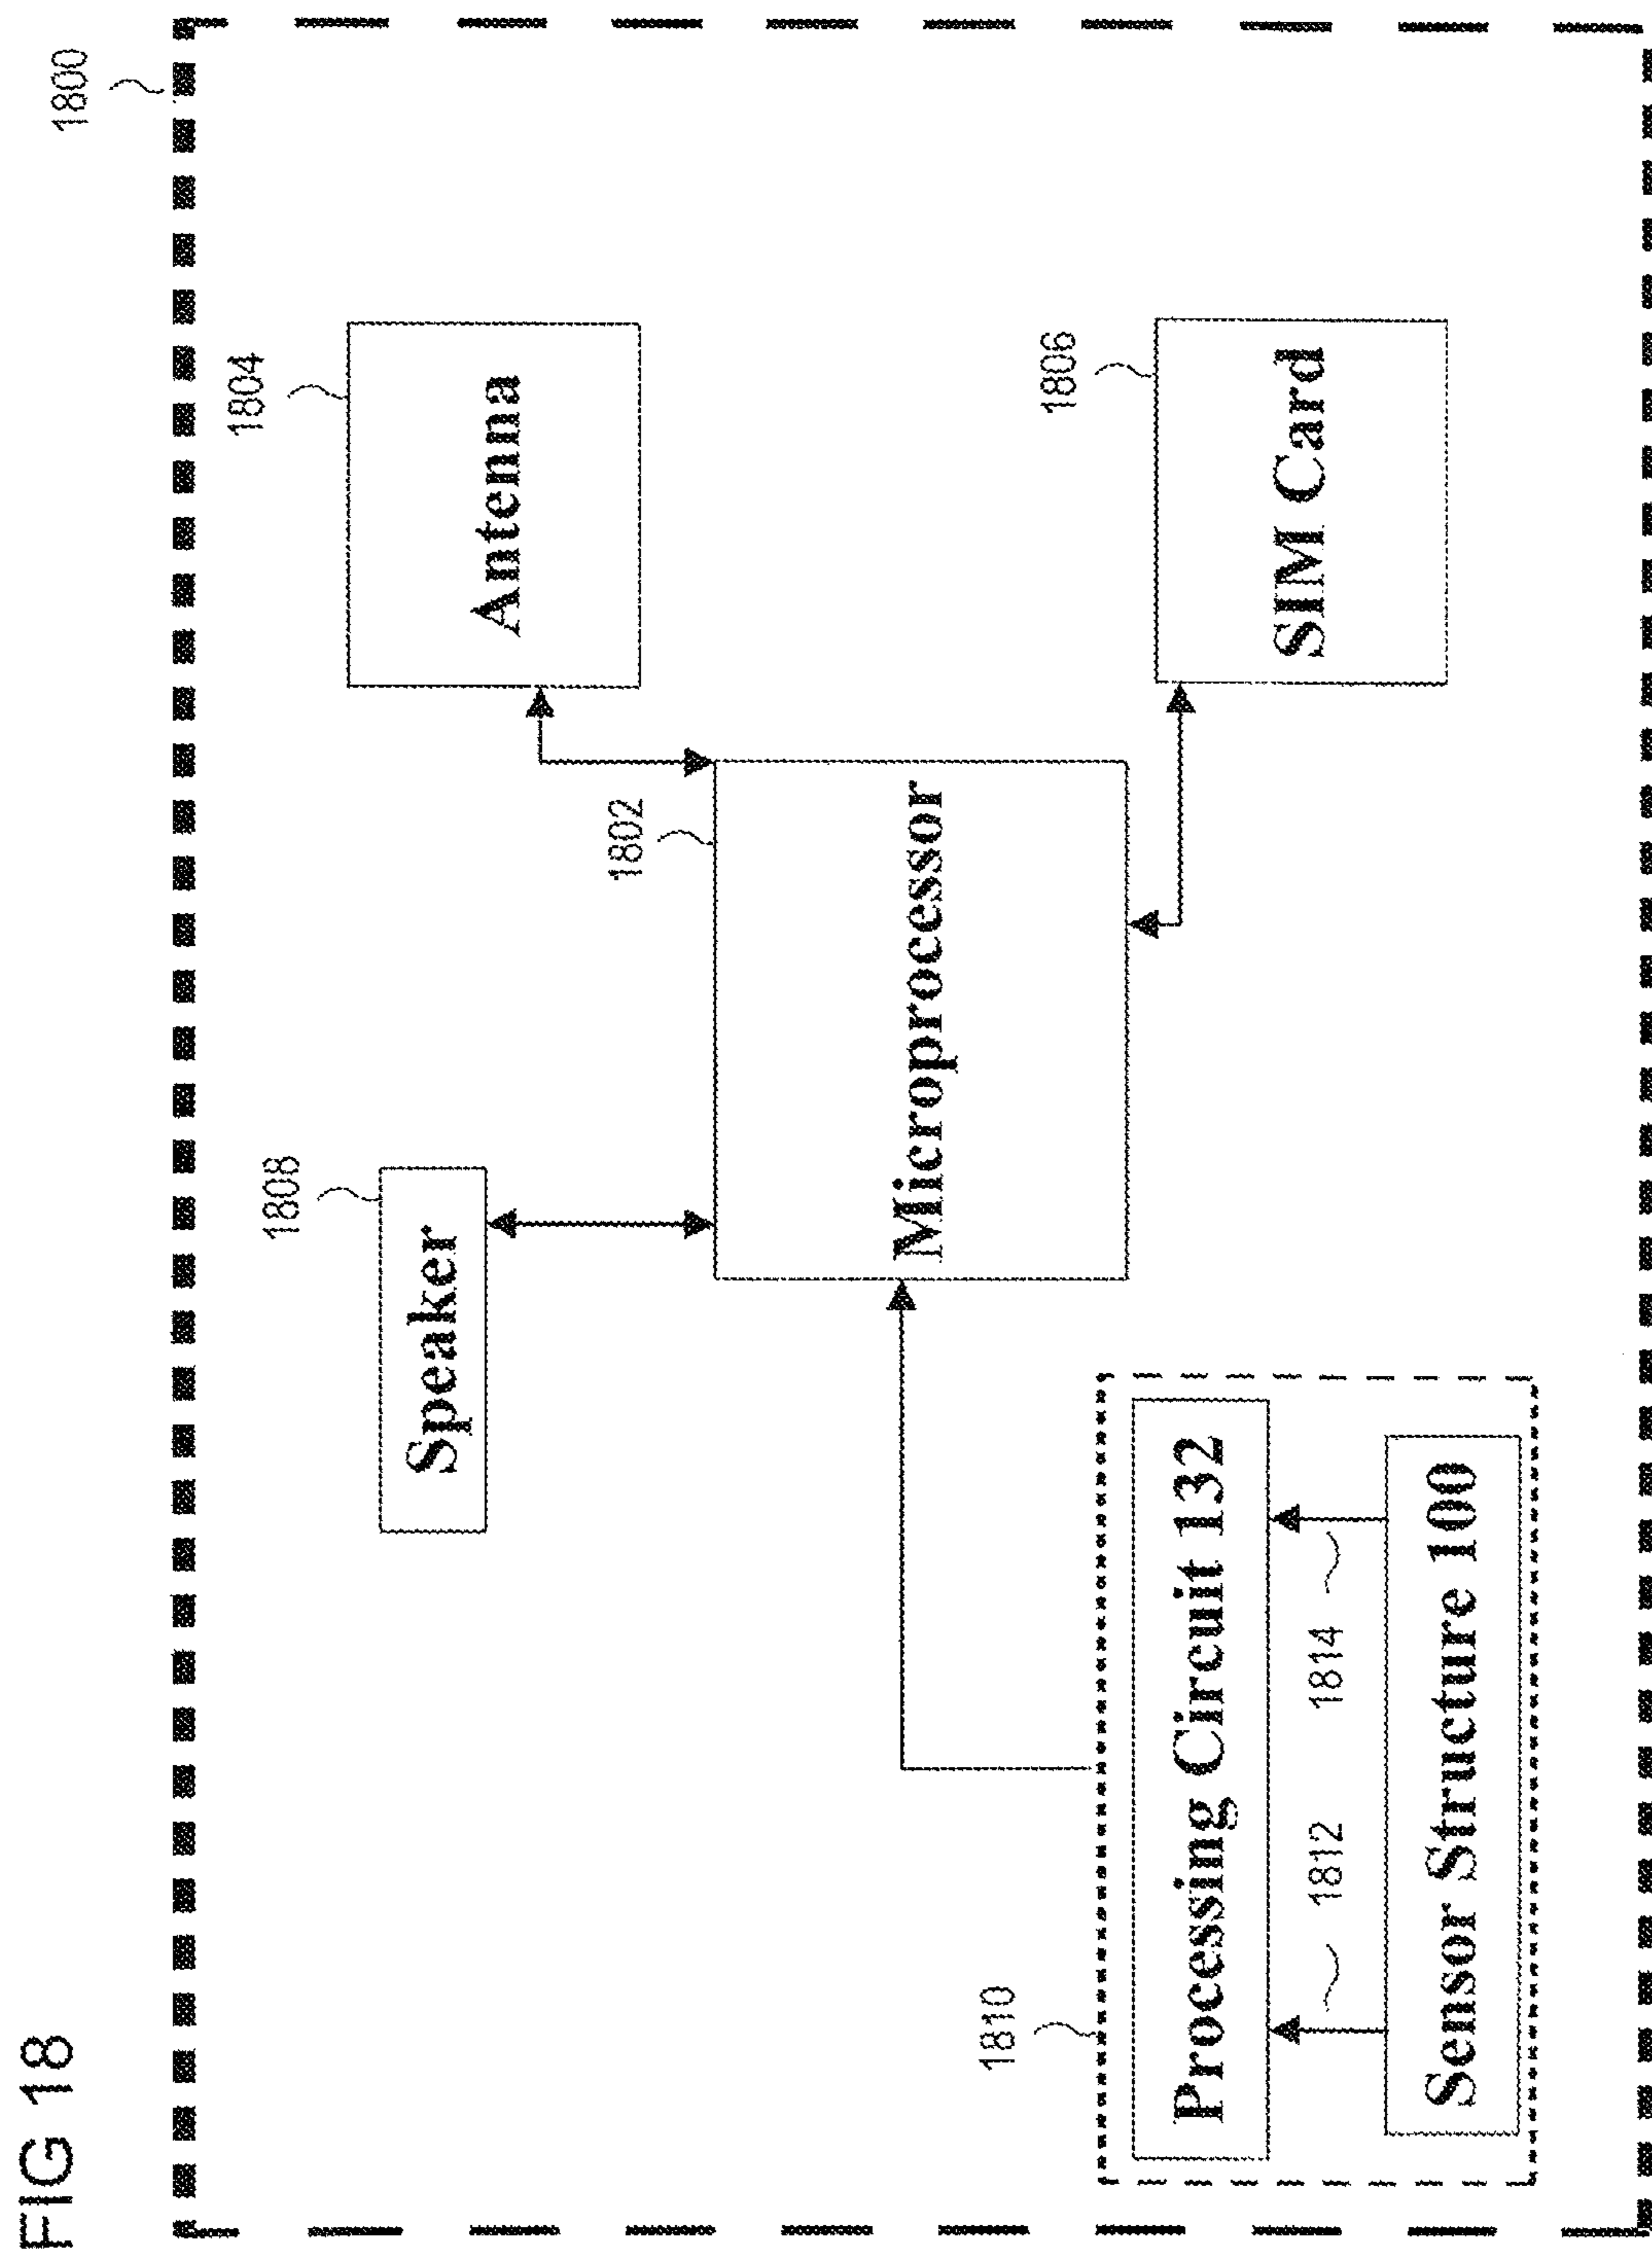 FIG 18
1800
1804
Antenna
1808
Speaker
1802
Microprocessor
1806
SIM Card
1810
Processing Circuit 132
1812
1814
Sensor Structure 100